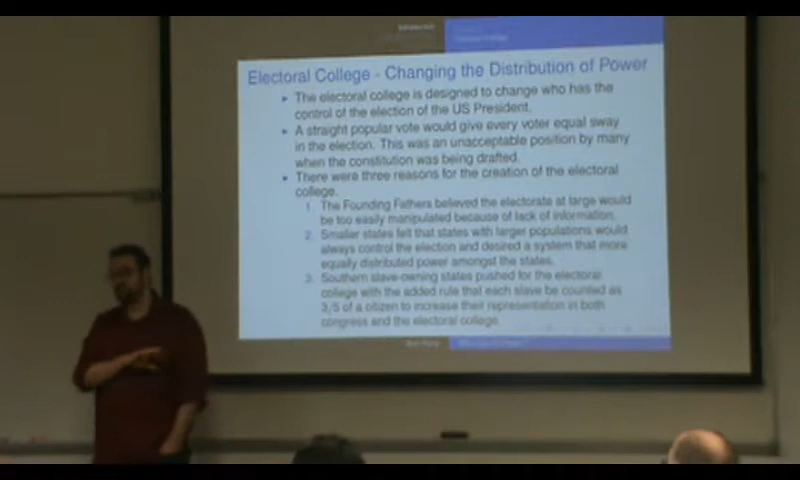 Introduction
Electoral College - Changing the Distribution of Power
The electoral college is designed to change who has the
control of the election of the US President.
A straight popular vote would give every voter equal sway
in the election. This was an unacceptable position by many
when the constitution was being drafted.
There were three reasons for the creation of the electoral
college.
1. The Founding Fathers believed the electorate at large would
be too easily manipulated because of lack of information.
2. Smaller states felt that states with larger populations would
always control the election and desired a system that more
equally distributed power amongst the states.
3. Southern slave-owning states pushed for the electoral
college with the added rule that each slave be counted as
3/5 of a citizen to increase their representation in both
congress and the electoral college.